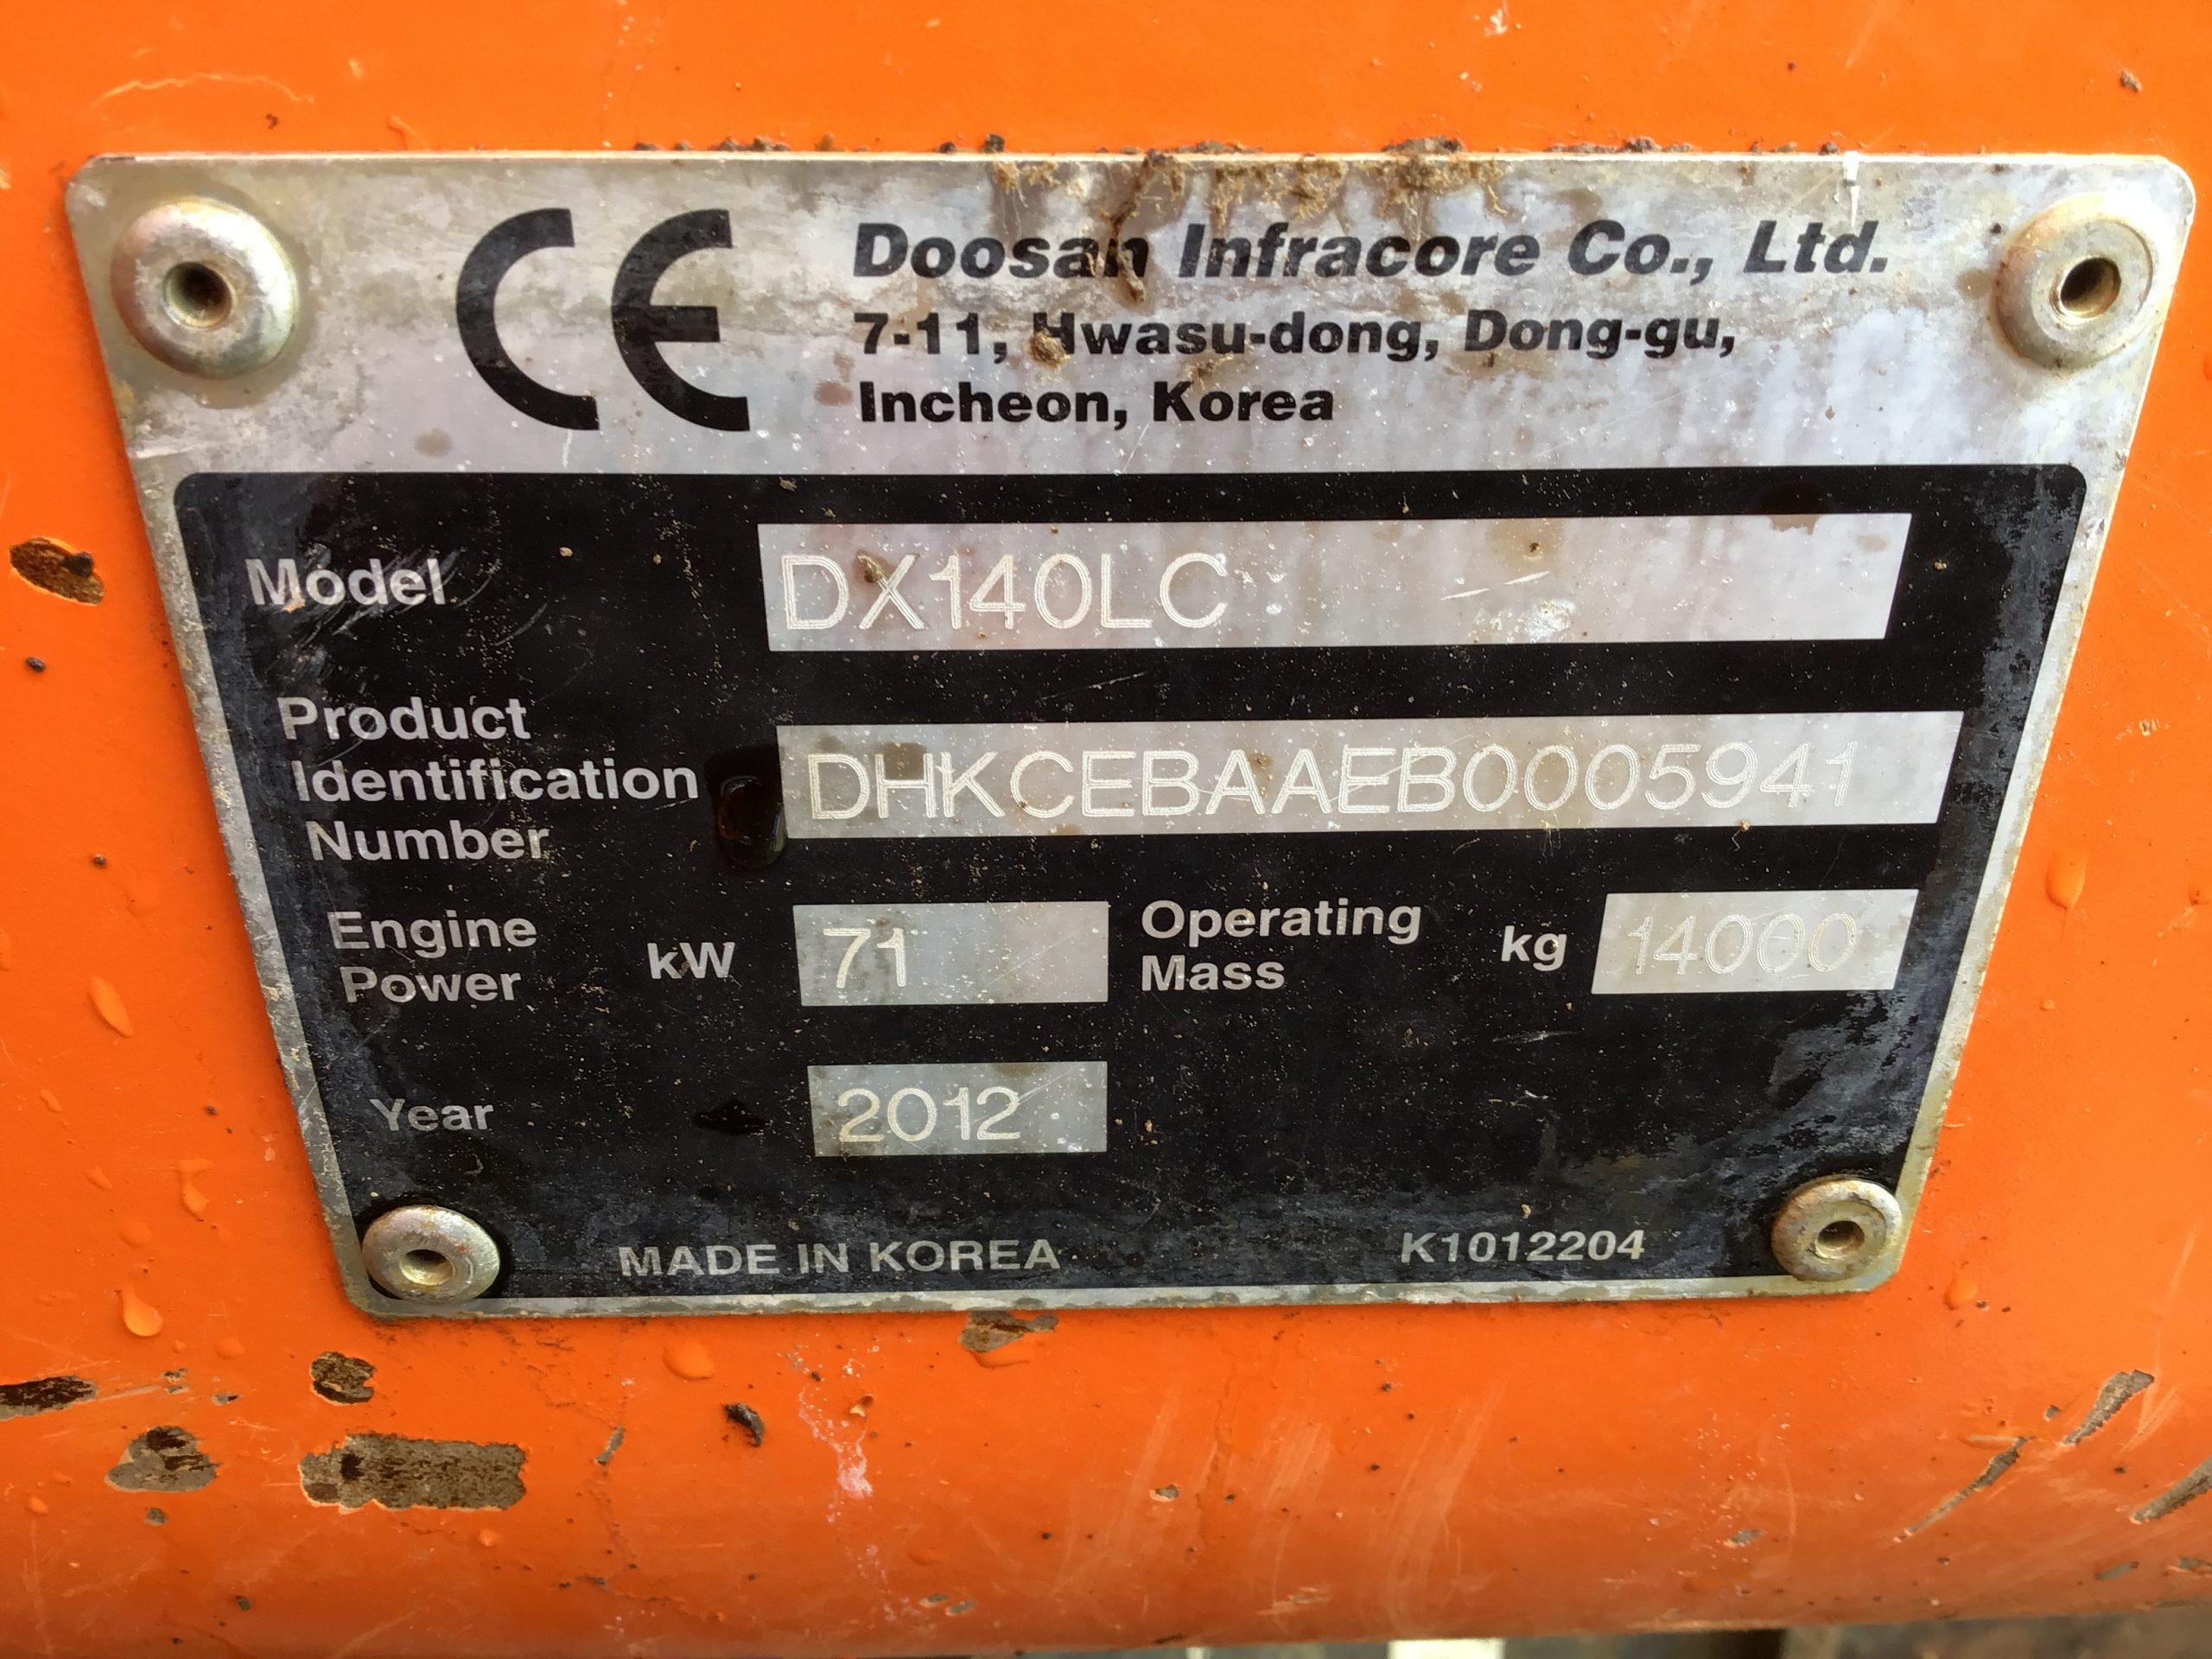 CE
Doosan Infracore Co., Ltd.
7-11, Hwasu-dong, Dong-gu,
Incheon, Korea
Model DX140LC
Product
Identification
Number
DHKCEBAAEB0005941
Engine
Power
kW 71
Operating
Mass
kg 14000
Year 2012
MADE IN KOREA K1012204